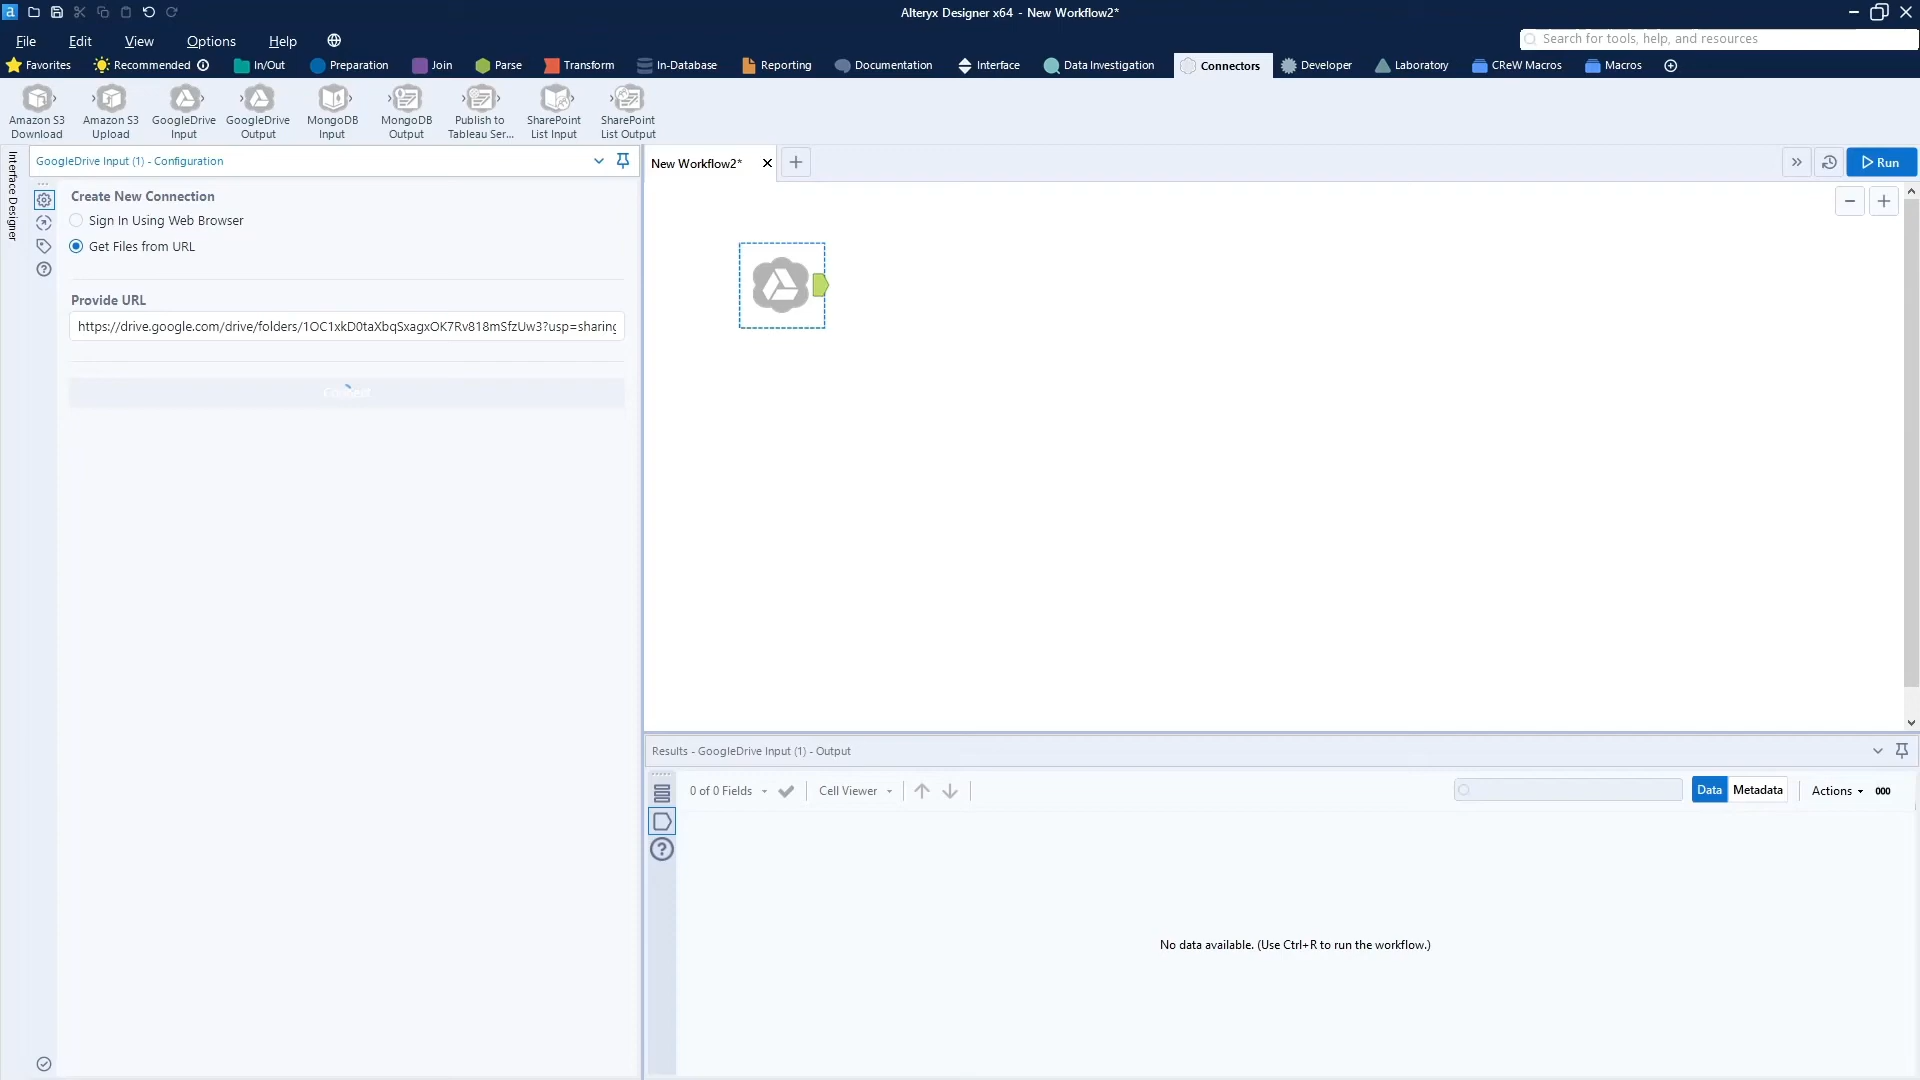 a
Alteryx Designer x64 - New Workflow2*
File Edit View Options Help
Search for tools, help, and resources
Favorites Recommended In/Out Preparation Join Parse Transform In-Database Reporting Documentation Interface Data Investigation Connectors Developer Laboratory CReW Macros Macros
Amazon S3 Download
Amazon S3 Upload
GoogleDrive Input
GoogleDrive Output
MongoDB Input
MongoDB Output
Publish to Tableau Ser...
SharePoint List Input
SharePoint List Output
Interface Designer
GoogleDrive Input (1) - Configuration
Create New Connection
Sign In Using Web Browser
Get Files from URL
Provide URL
https://drive.google.com/drive/folders/1OC1xkD0taXbqSxagxOK7Rv818mSfzUw3?usp=sharing
Connect
New Workflow2*
Run
Results - GoogleDrive Input (1) - Output
0 of 0 Fields Cell Viewer Data Metadata Actions 000
No data available. (Use Ctrl+R to run the workflow.)